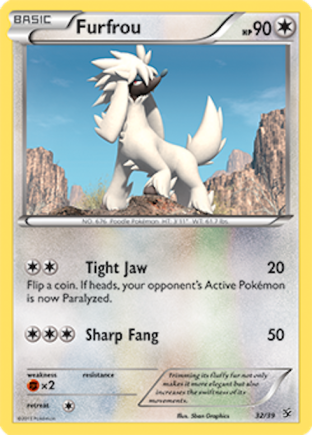 BASIC Furfrou HP90
NO. 676 Poodle Pokémon HT: 3'11" WT: 61.7 lbs.
Tight Jaw 20
Flip a coin. If heads, your opponent's Active Pokémon
is now Paralyzed.
Sharp Fang 50
weakness resistance
×2
retreat
Trimming its fluffy fur not only
makes it more elegant but also
increases the swiftness of its
movements.
©2015 Pokémon Illus. 5ban Graphics 32/39